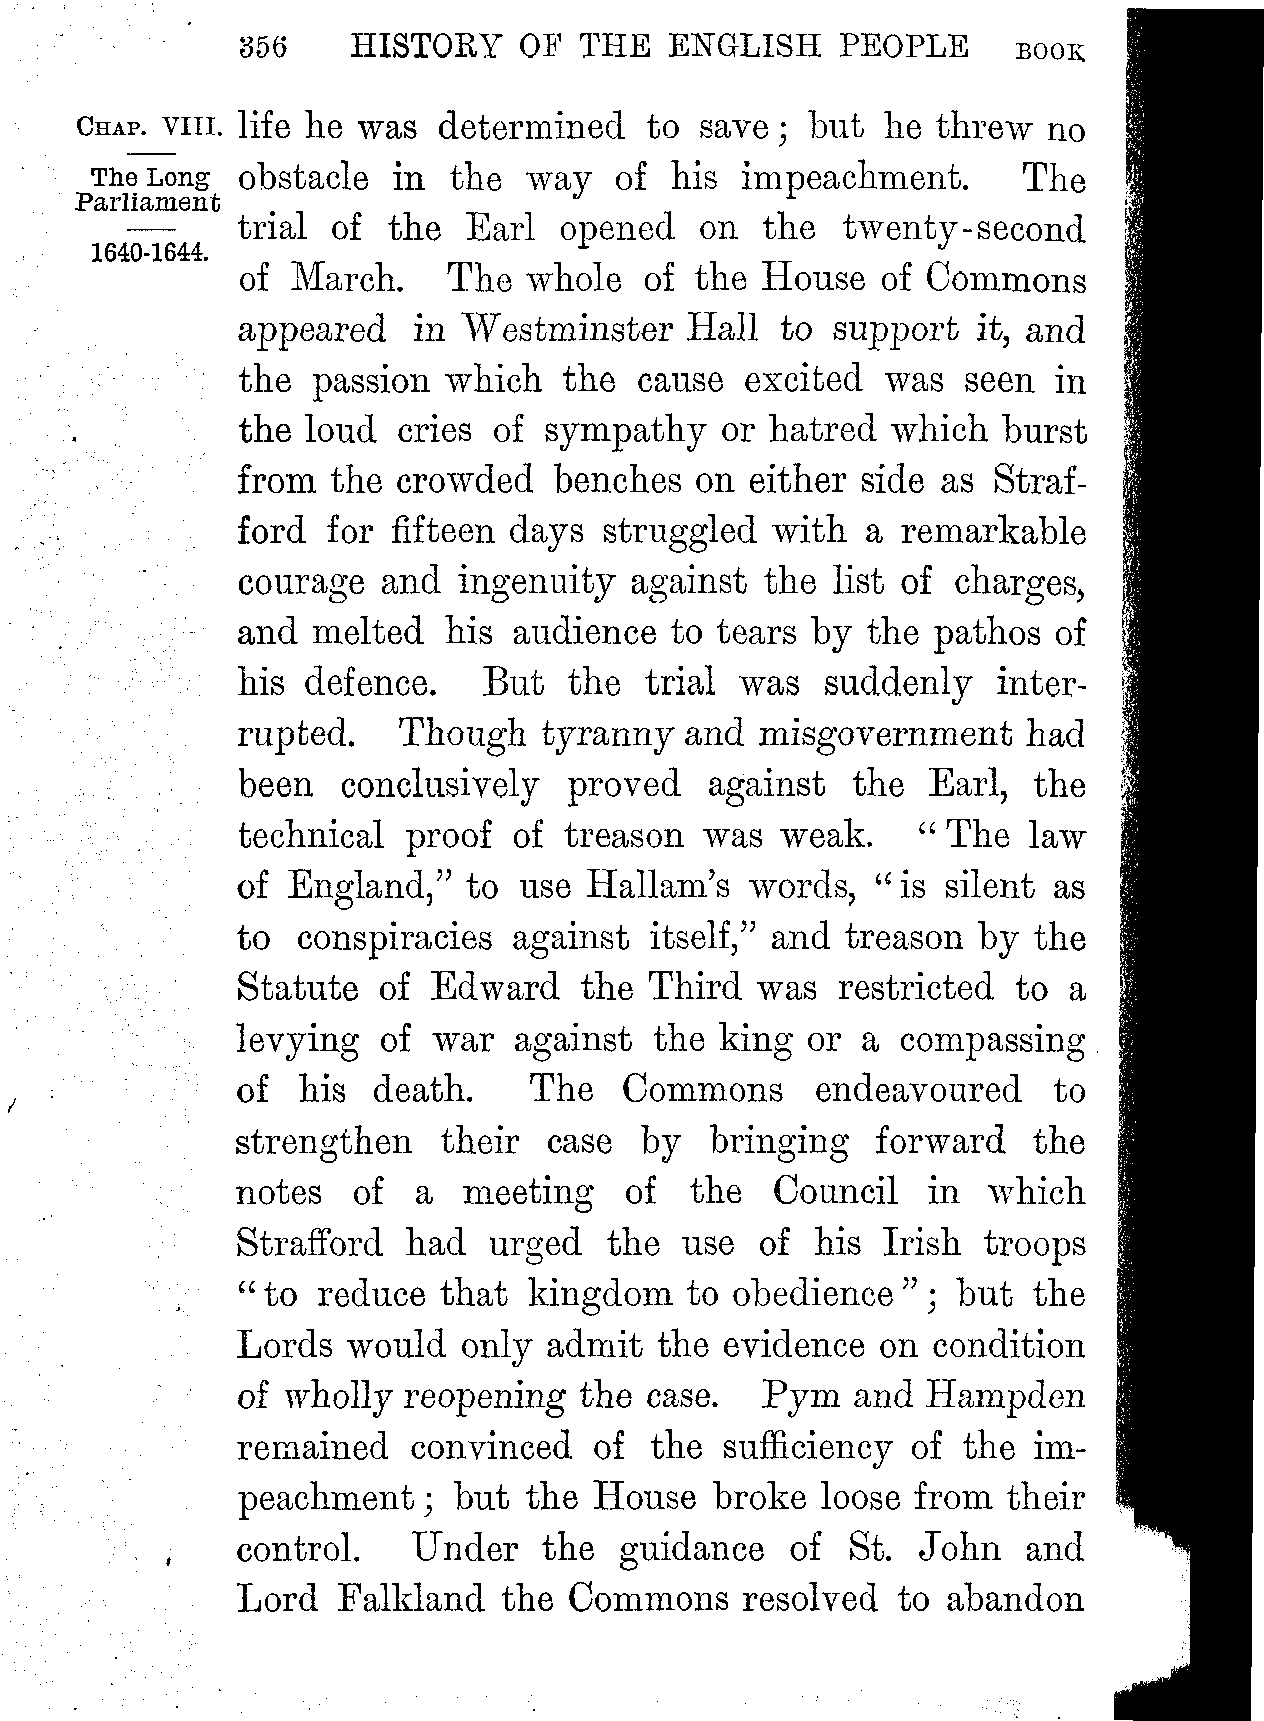 356 HISTORY OF THE ENGLISH PEOPLE BOOK
CHAP. VIII.
The Long
Parliament
1640-1644.
life he was determined to save; but he threw no
obstacle in the way of his impeachment. The
trial of the Earl opened on the twenty-second
of March. The whole of the House of Commons
appeared in Westminster Hall to support it, and
the passion which the cause excited was seen in
the loud cries of sympathy or hatred which burst
from the crowded benches on either side as Straf-
ford for fifteen days struggled with a remarkable
courage and ingenuity against the list of charges,
and melted his audience to tears by the pathos of
his defence. But the trial was suddenly inter-
rupted. Though tyranny and misgovernment had
been conclusively proved against the Earl, the
technical proof of treason was weak. "The law
of England," to use Hallam's words, "is silent as
to conspiracies against itself," and treason by the
Statute of Edward the Third was restricted to a
levying of war against the king or a compassing
of his death. The Commons endeavoured to
strengthen their case by bringing forward the
notes of a meeting of the Council in which
Strafford had urged the use of his Irish troops
"to reduce that kingdom to obedience"; but the
Lords would only admit the evidence on condition
of wholly reopening the case. Pym and Hampden
remained convinced of the sufficiency of the im-
peachment; but the House broke loose from their
control. Under the guidance of St. John and
Lord Falkland the Commons resolved to abandon